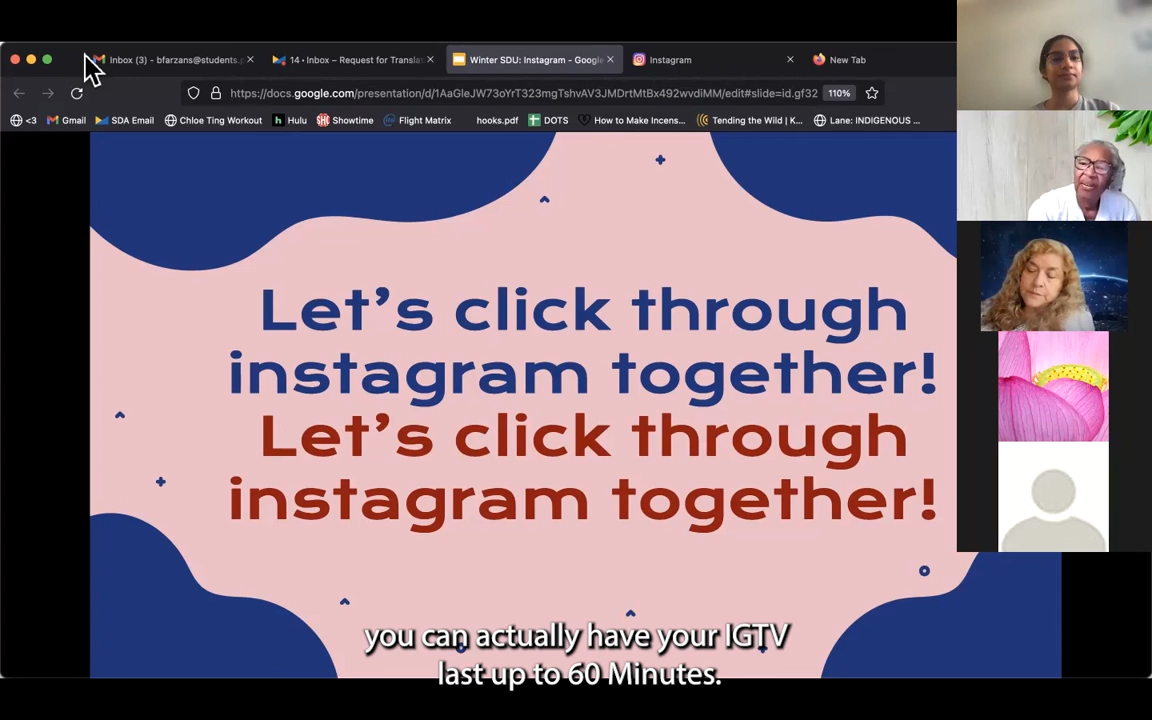 Inbox (3) - bfarzans@students.p
14 · Inbox – Request for Transla
Winter SDU: Instagram - Google
Instagram
New Tab
https://docs.google.com/presentation/d/1AaGleJW73oYrT323mgTshvAV3JMDrtMtBx492wvdiMM/edit#slide=id.gf32
110%
<3
Gmail
SDA Email
Chloe Ting Workout
h Hulu
SHO Showtime
Flight Matrix
hooks.pdf
DOTS
How to Make Incens...
Tending the Wild | K...
Lane: INDIGENOUS ...
Let's click through
instagram together!
Let's click through
instagram together!
you can actually have your IGTV
last up to 60 Minutes.